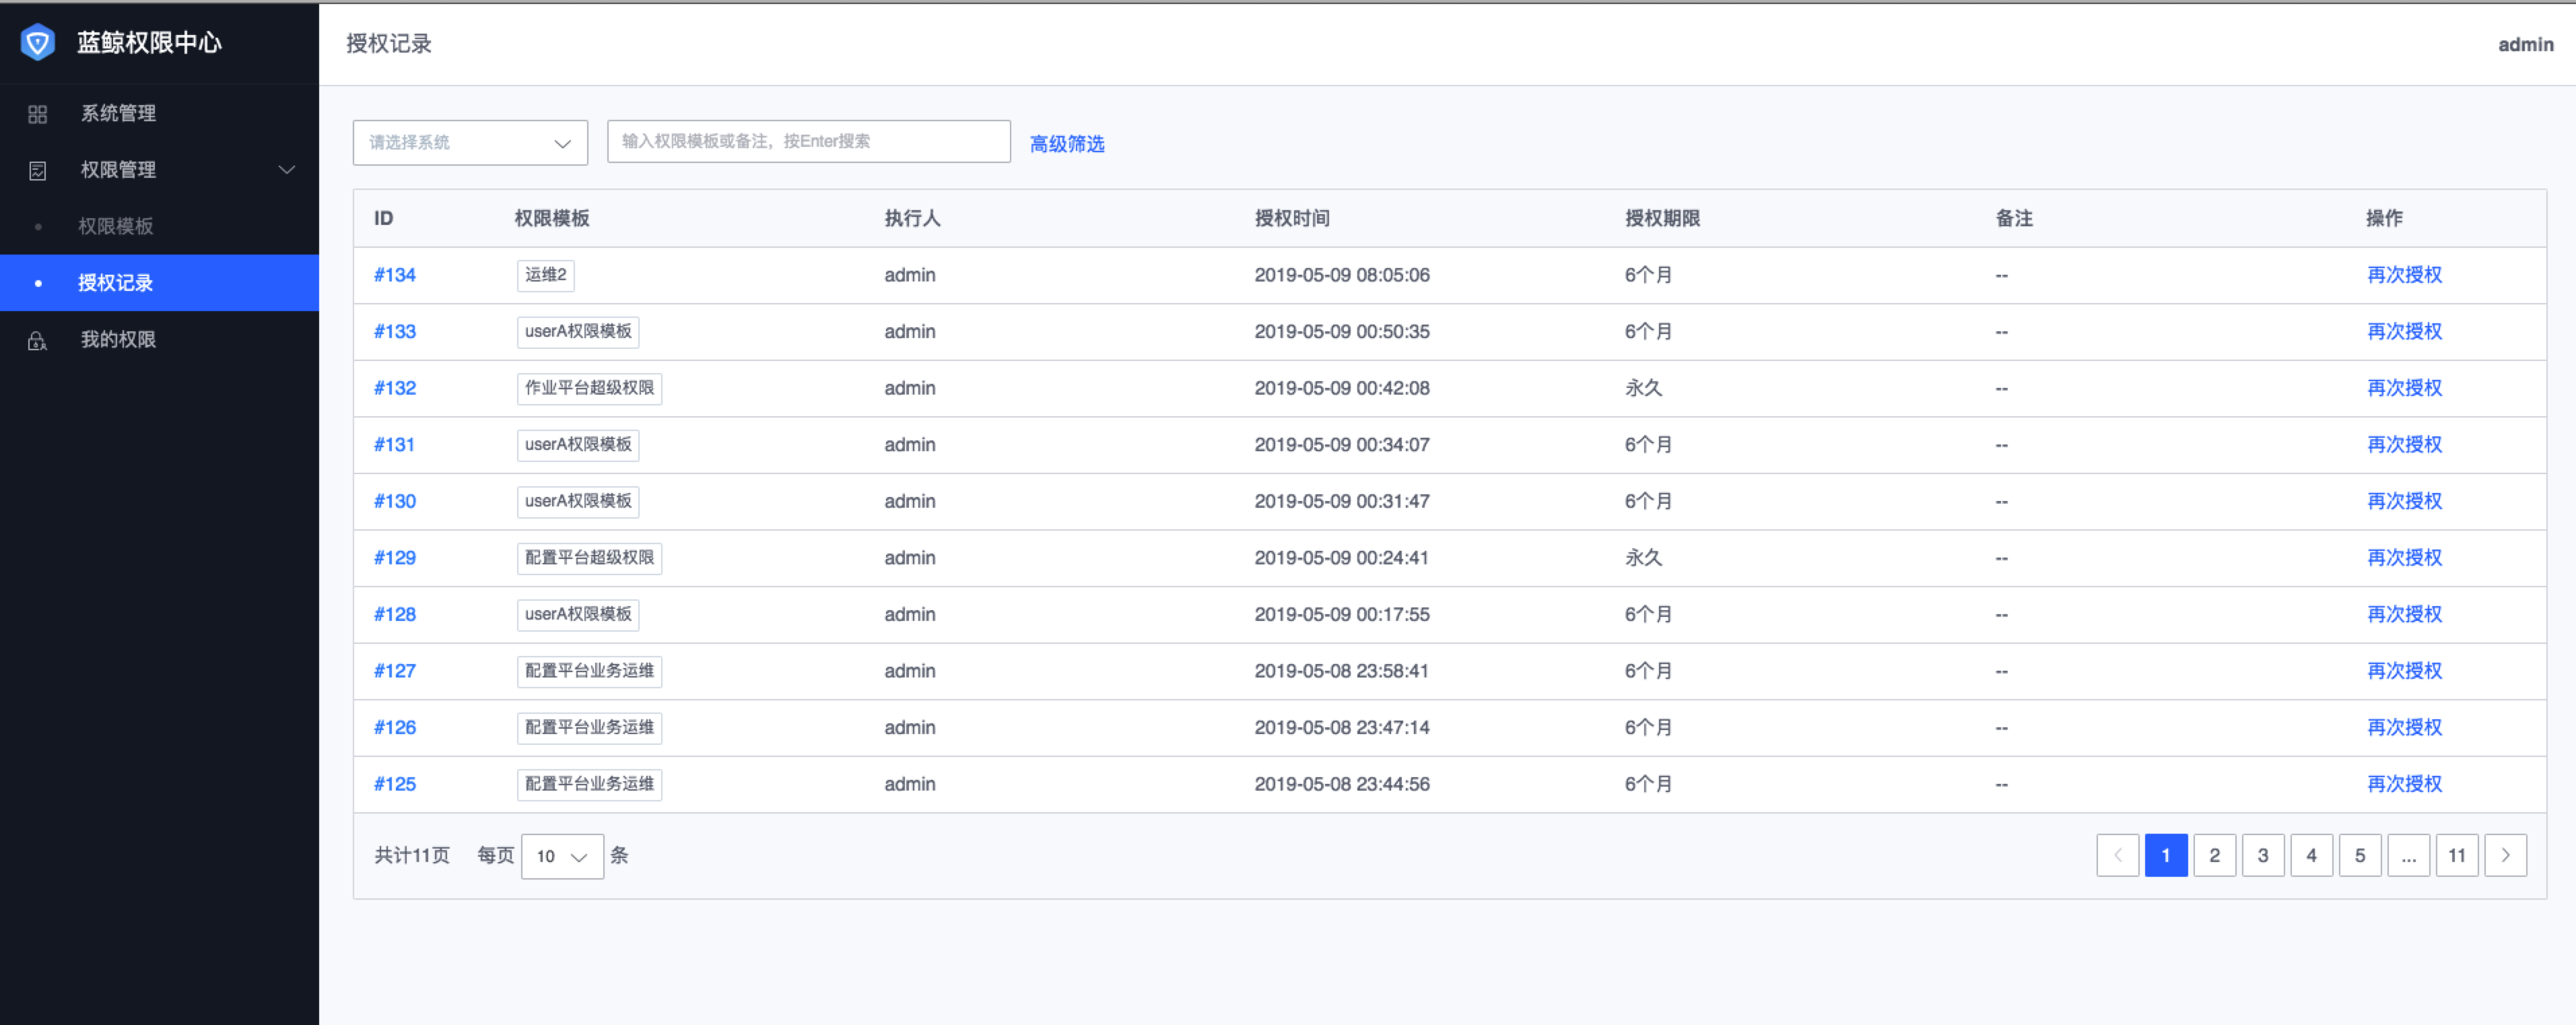 蓝鲸权限中心
系统管理
权限管理
权限模板
授权记录
我的权限
授权记录 admin
请选择系统 输入权限模板或备注，按Enter搜索 高级筛选
ID 权限模板 执行人 授权时间 授权期限 备注 操作
#134 运维2 admin 2019-05-09 08:05:06 6个月 -- 再次授权
#133 userA权限模板 admin 2019-05-09 00:50:35 6个月 -- 再次授权
#132 作业平台超级权限 admin 2019-05-09 00:42:08 永久 -- 再次授权
#131 userA权限模板 admin 2019-05-09 00:34:07 6个月 -- 再次授权
#130 userA权限模板 admin 2019-05-09 00:31:47 6个月 -- 再次授权
#129 配置平台超级权限 admin 2019-05-09 00:24:41 永久 -- 再次授权
#128 userA权限模板 admin 2019-05-09 00:17:55 6个月 -- 再次授权
#127 配置平台业务运维 admin 2019-05-08 23:58:41 6个月 -- 再次授权
#126 配置平台业务运维 admin 2019-05-08 23:47:14 6个月 -- 再次授权
#125 配置平台业务运维 admin 2019-05-08 23:44:56 6个月 -- 再次授权
共计11页 每页 10 条 1 2 3 4 5 ... 11